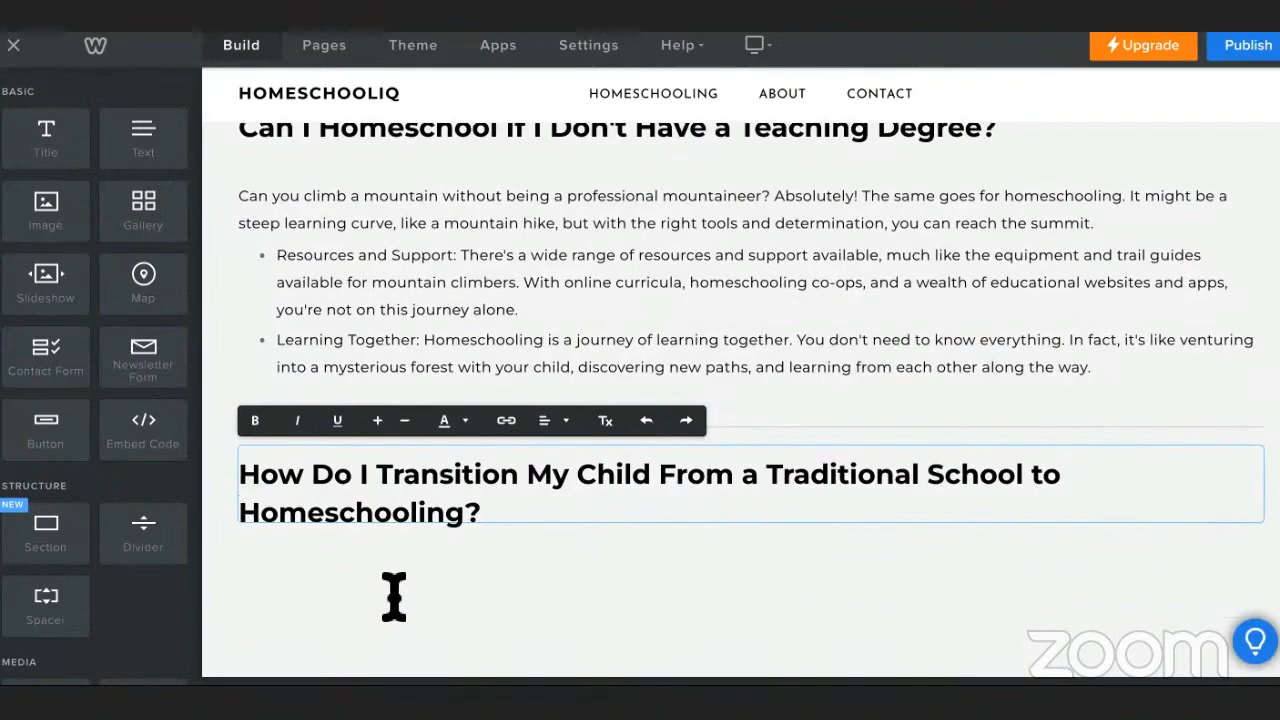 Build Pages Theme Apps Settings Help Upgrade Publish
BASIC
Title Text
Image Gallery
Slideshow Map
Contact Form Newsletter Form
Button Embed Code
STRUCTURE
NEW
Section Divider
Spacer
MEDIA
HOMESCHOOLIQ HOMESCHOOLING ABOUT CONTACT
Can I Homeschool If I Don't Have a Teaching Degree?
Can you climb a mountain without being a professional mountaineer? Absolutely! The same goes for homeschooling. It might be a
steep learning curve, like a mountain hike, but with the right tools and determination, you can reach the summit.
• Resources and Support: There's a wide range of resources and support available, much like the equipment and trail guides
available for mountain climbers. With online curricula, homeschooling co-ops, and a wealth of educational websites and apps,
you're not on this journey alone.
• Learning Together: Homeschooling is a journey of learning together. You don't need to know everything. In fact, it's like venturing
into a mysterious forest with your child, discovering new paths, and learning from each other along the way.
B I U + − A Tx
How Do I Transition My Child From a Traditional School to
Homeschooling?
zoom